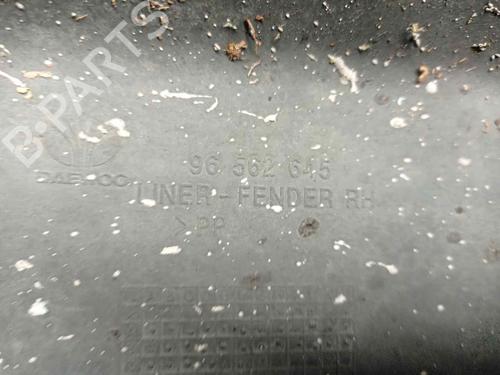 B-PARTS
96 562 645
DAEWOO
LINER - FENDER RH
>PP